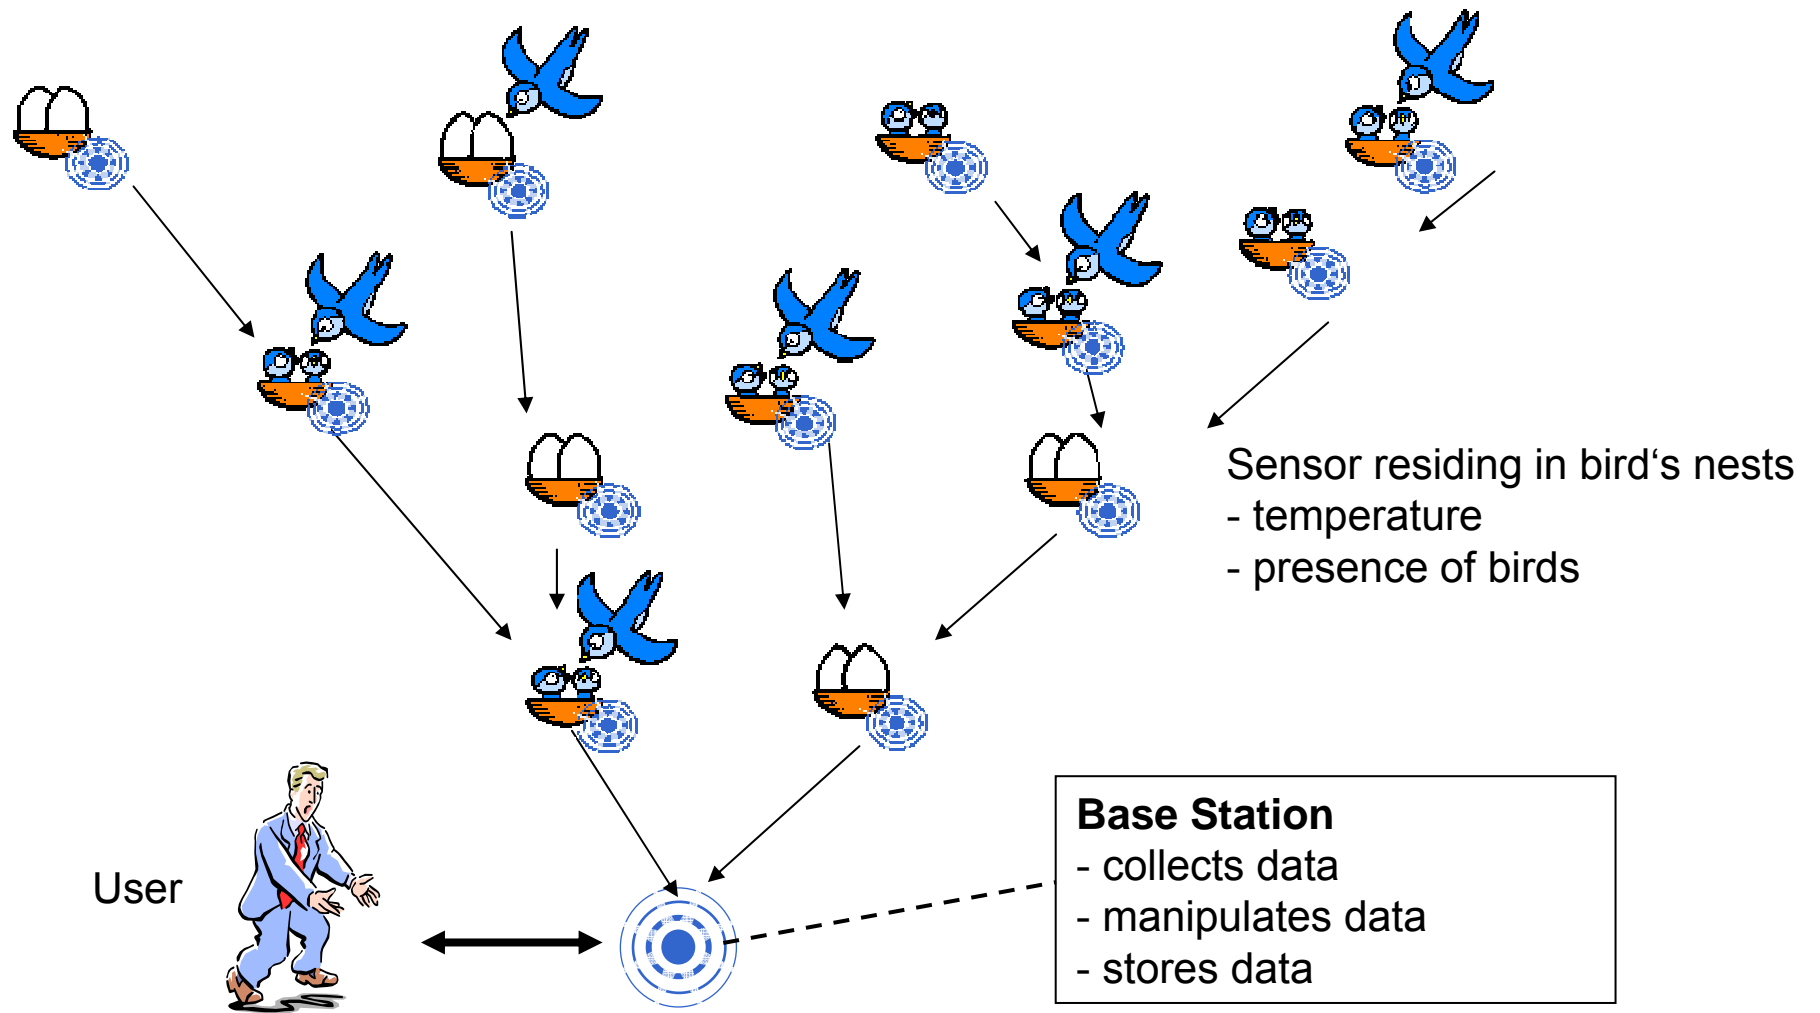 Sensor residing in bird‘s nests
- temperature
- presence of birds
User
Base Station
- collects data
- manipulates data
- stores data